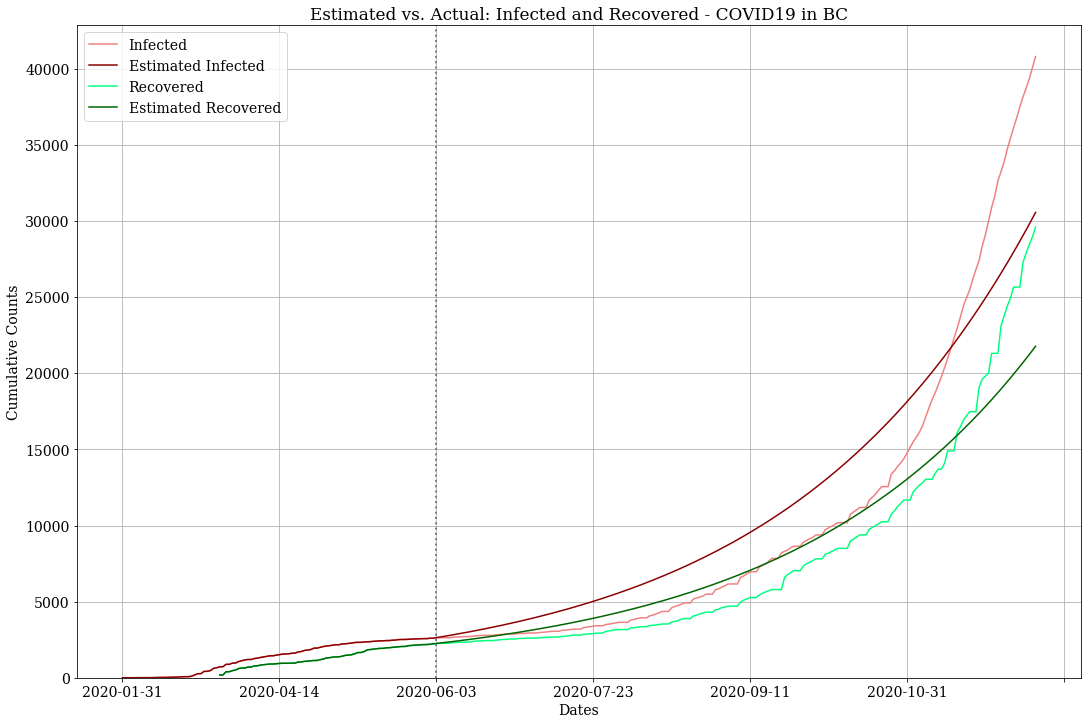 Estimated vs. Actual: Infected and Recovered - COVID19 in BC
Infected
Estimated Infected
Recovered
Estimated Recovered
40000
35000
30000
25000
20000
15000
10000
5000
0
Cumulative Counts
2020-01-31 2020-04-14 2020-06-03 2020-07-23 2020-09-11 2020-10-31
Dates